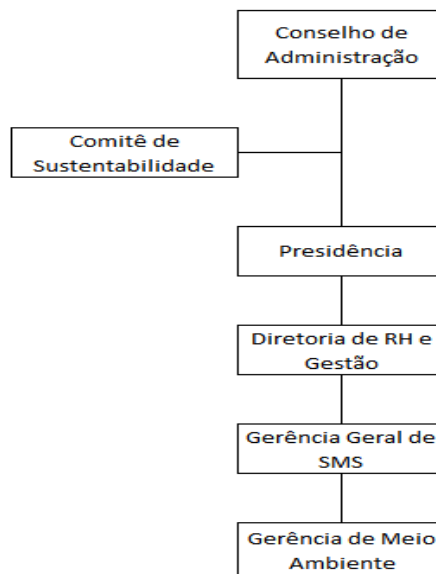 Conselho de
Administração
Comitê de
Sustentabilidade
Presidência
Diretoria de RH e
Gestão
Gerência Geral de
SMS
Gerência de Meio
Ambiente